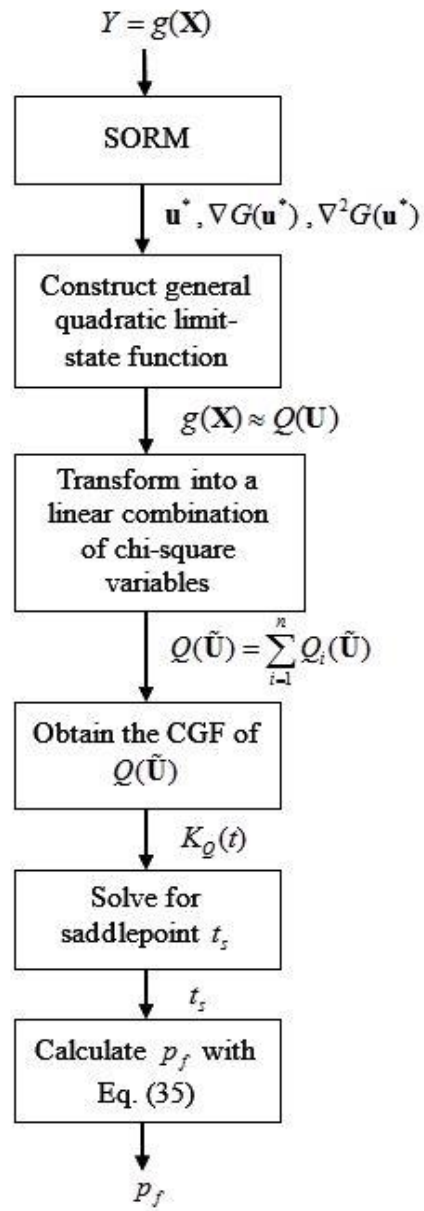 Y = g(X)
SORM
u*, ∇G(u*), ∇²G(u*)
Construct general
quadratic limit-
state function
g(X) ≈ Q(U)
Transform into a
linear combination
of chi-square
variables
Q(Ũ) = ∑_{i=1}^{n} Q_i(Ũ)
Obtain the CGF of
Q(Ũ)
K_Q(t)
Solve for
saddlepoint t_s
t_s
Calculate p_f with
Eq. (35)
p_f